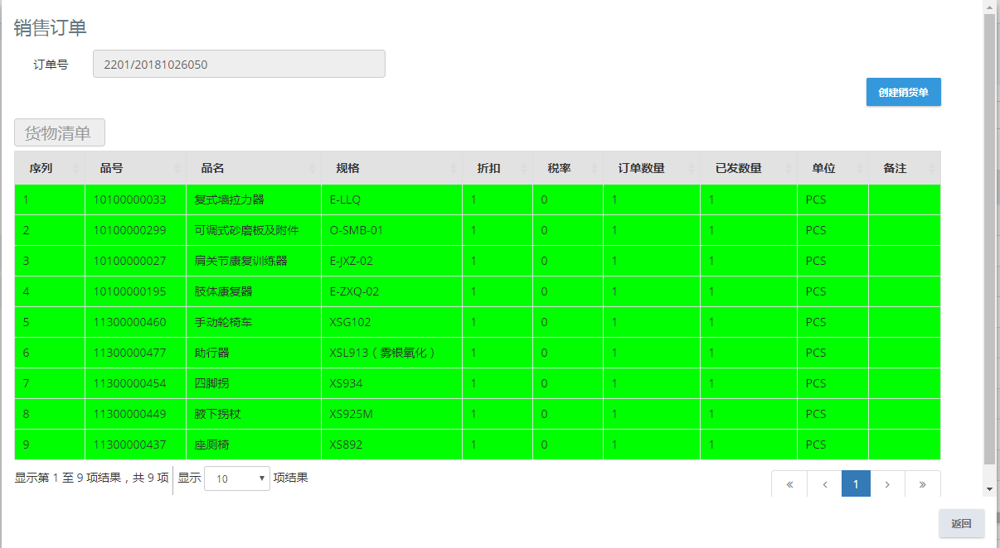 销售订单
订单号 2201/20181026050
创建销货单
货物清单
序列 品号 品名 规格 折扣 税率 订单数量 已发数量 单位 备注
1 10100000033 复式墙拉力器 E-LLQ 1 0 1 1 PCS
2 10100000299 可调式砂磨板及附件 O-SMB-01 1 0 1 1 PCS
3 10100000027 肩关节康复训练器 E-JXZ-02 1 0 1 1 PCS
4 10100000195 肢体康复器 E-ZXQ-02 1 0 1 1 PCS
5 11300000460 手动轮椅车 XSG102 1 0 1 1 PCS
6 11300000477 助行器 XSL913（雾银氧化） 1 0 1 1 PCS
7 11300000454 四脚拐 XS934 1 0 1 1 PCS
8 11300000449 腋下拐杖 XS925M 1 0 1 1 PCS
9 11300000437 座厕椅 XS892 1 0 1 1 PCS
显示第 1 至 9 项结果，共 9 项 显示 10 项结果
« ‹ 1 › »
返回